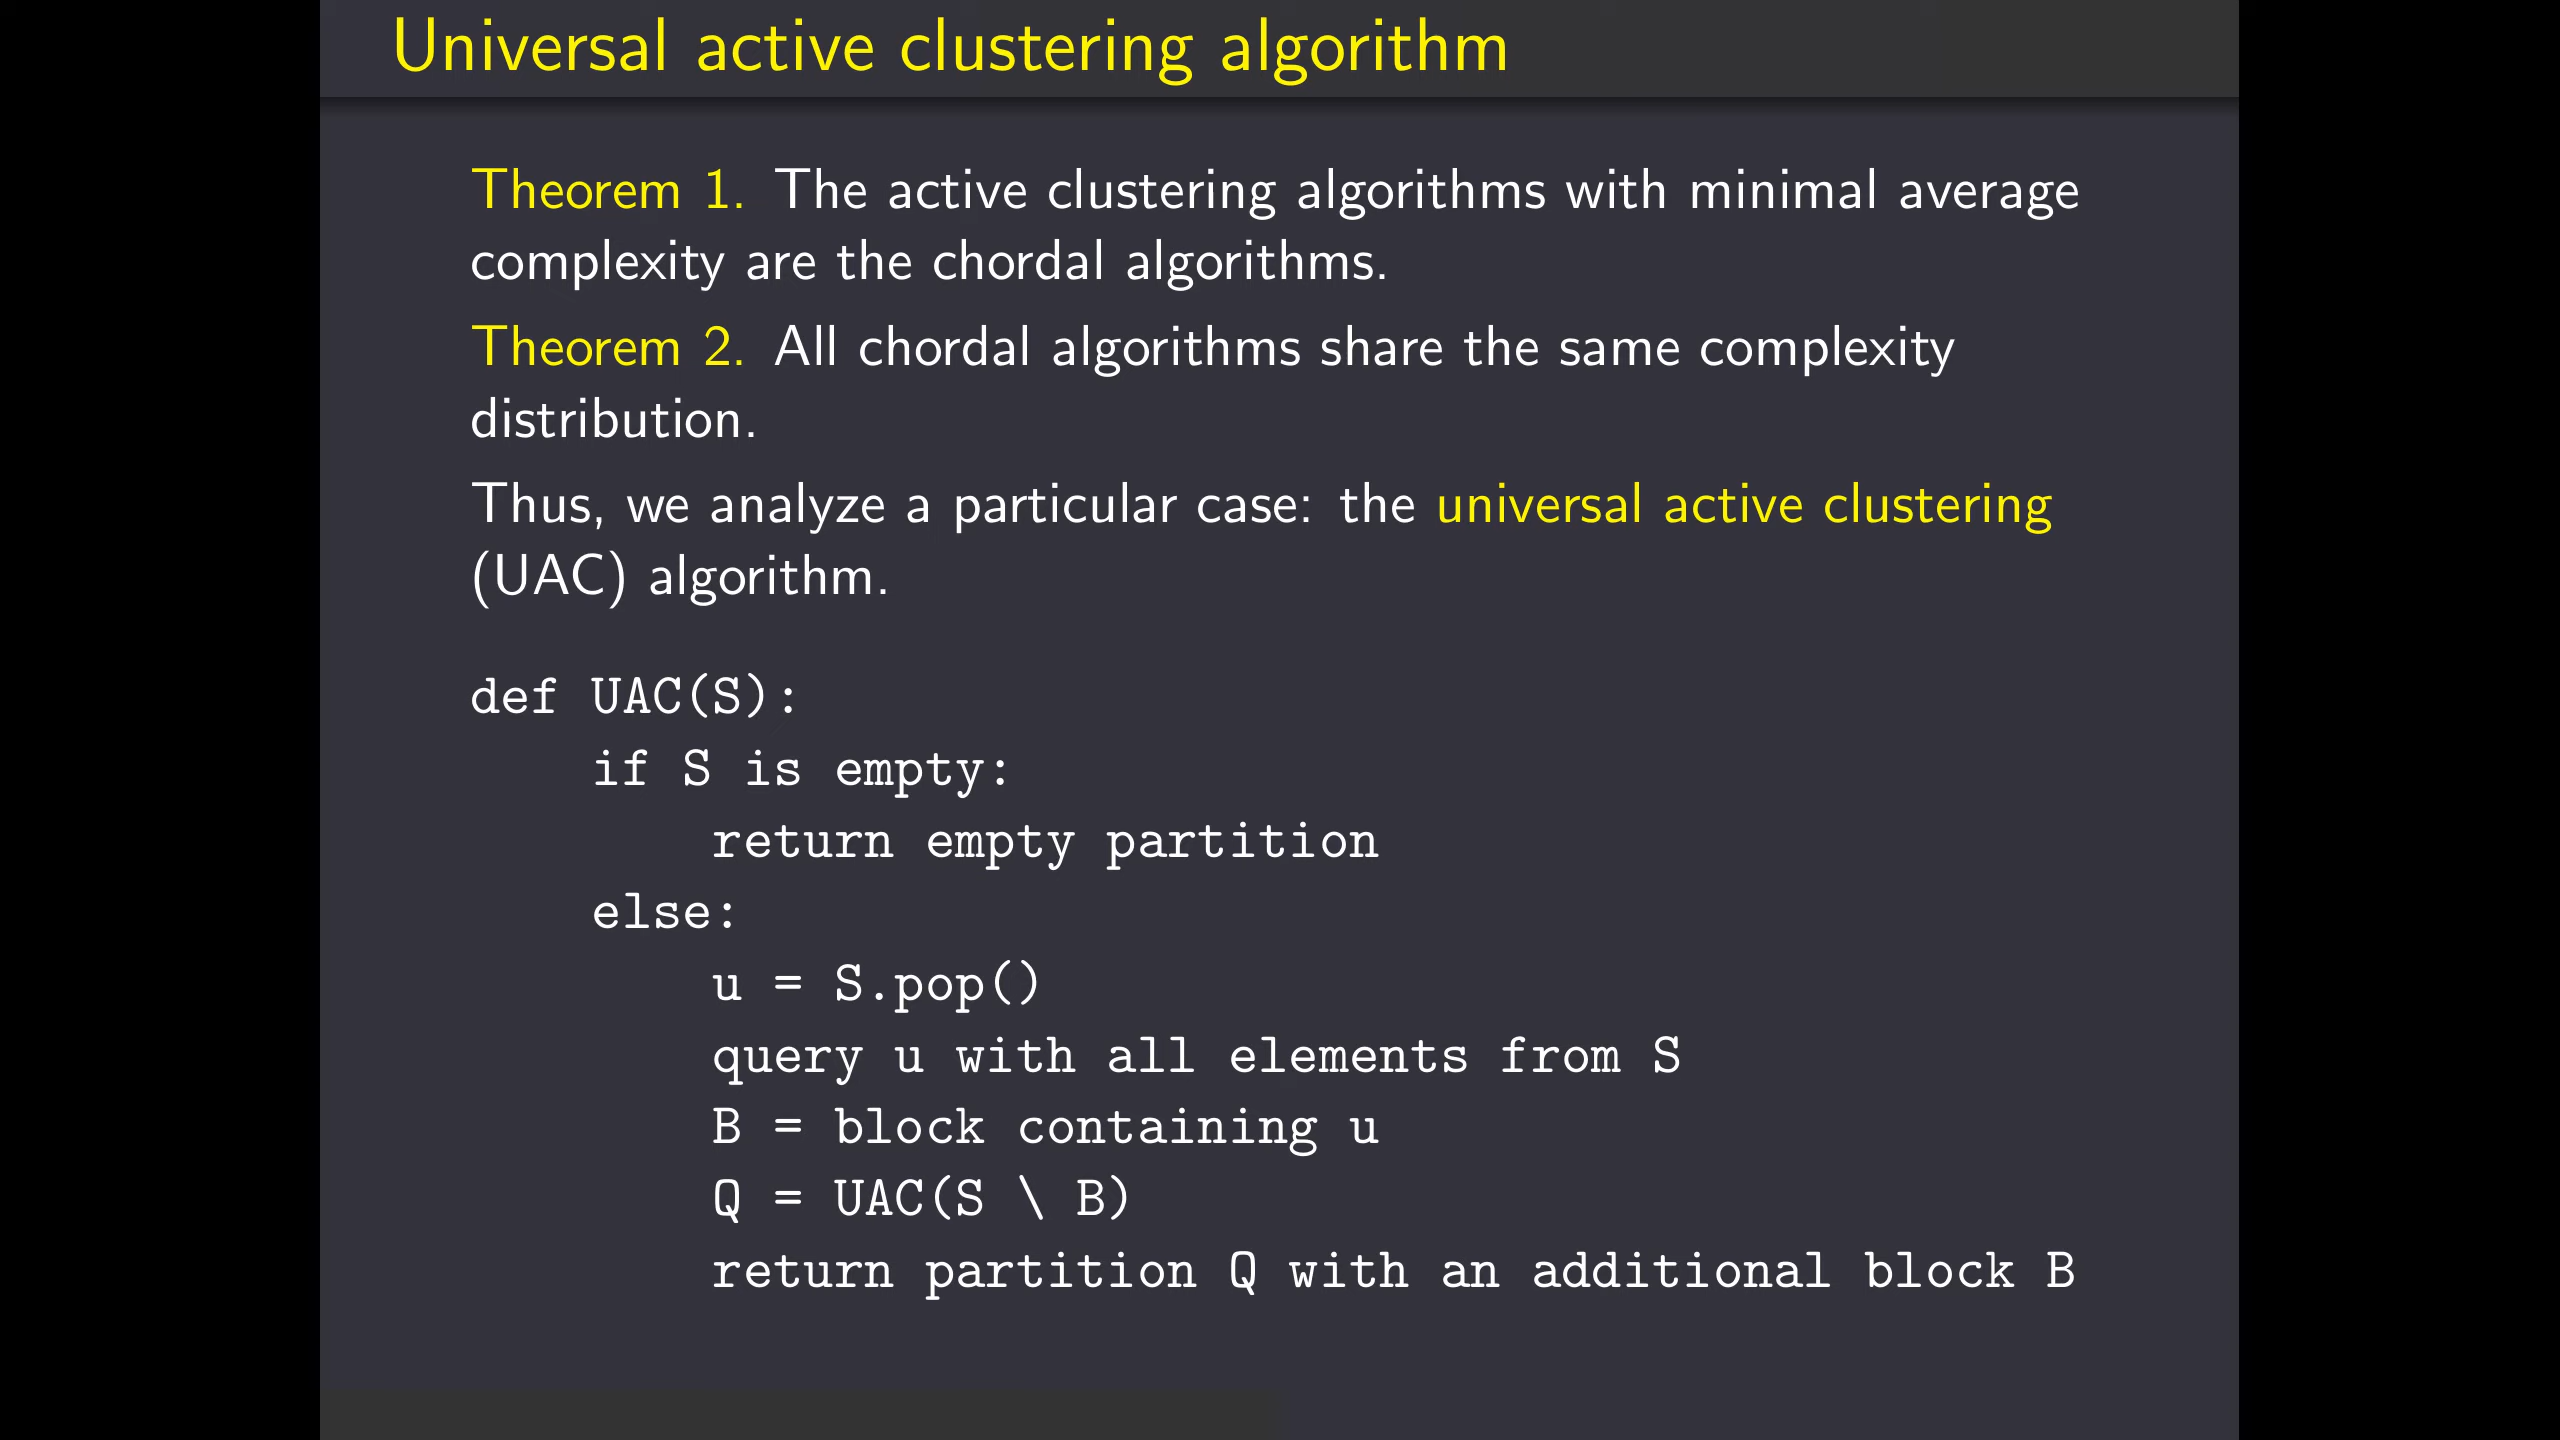 Universal active clustering algorithm
Theorem 1. The active clustering algorithms with minimal average
complexity are the chordal algorithms.
Theorem 2. All chordal algorithms share the same complexity
distribution.
Thus, we analyze a particular case: the universal active clustering
(UAC) algorithm.
def UAC(S):
    if S is empty:
        return empty partition
    else:
        u = S.pop()
        query u with all elements from S
        B = block containing u
        Q = UAC(S \ B)
        return partition Q with an additional block B